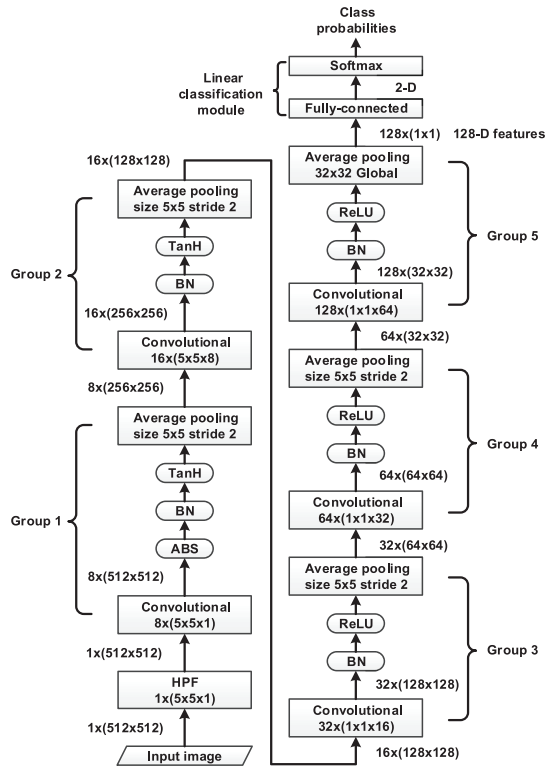 Class
probabilities
Softmax
Linear
classification
module
2-D
Fully-connected
128x(1x1)
128-D features
16x(128x128)
Average pooling
32x32 Global
Average pooling
size 5x5 stride 2
ReLU
Group 5
TanH
BN
Group 2
BN
128x(32x32)
16x(256x256)
Convolutional
128x(1x1x64)
Convolutional
16x(5x5x8)
64x(32x32)
8x(256x256)
Average pooling
size 5x5 stride 2
Average pooling
size 5x5 stride 2
ReLU
Group 4
TanH
BN
BN
64x(64x64)
Group 1
ABS
Convolutional
64x(1x1x32)
8x(512x512)
32x(64x64)
Average pooling
size 5x5 stride 2
Convolutional
8x(5x5x1)
ReLU
Group 3
1x(512x512)
BN
HPF
1x(5x5x1)
32x(128x128)
Convolutional
32x(1x1x16)
1x(512x512)
16x(128x128)
Input image